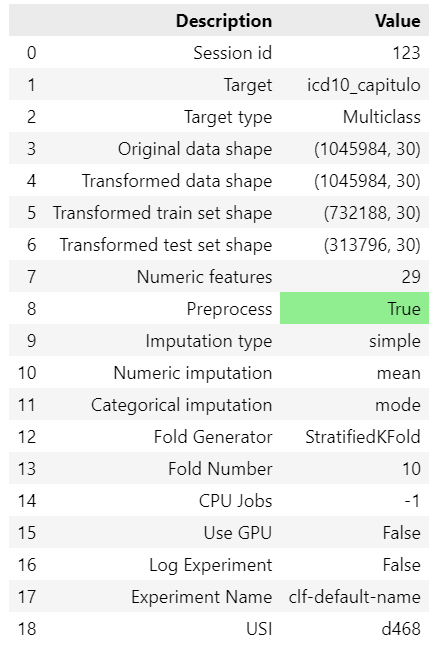 Description Value
0 Session id 123
1 Target icd10_capitulo
2 Target type Multiclass
3 Original data shape (1045984, 30)
4 Transformed data shape (1045984, 30)
5 Transformed train set shape (732188, 30)
6 Transformed test set shape (313796, 30)
7 Numeric features 29
8 Preprocess True
9 Imputation type simple
10 Numeric imputation mean
11 Categorical imputation mode
12 Fold Generator StratifiedKFold
13 Fold Number 10
14 CPU Jobs -1
15 Use GPU False
16 Log Experiment False
17 Experiment Name clf-default-name
18 USI d468